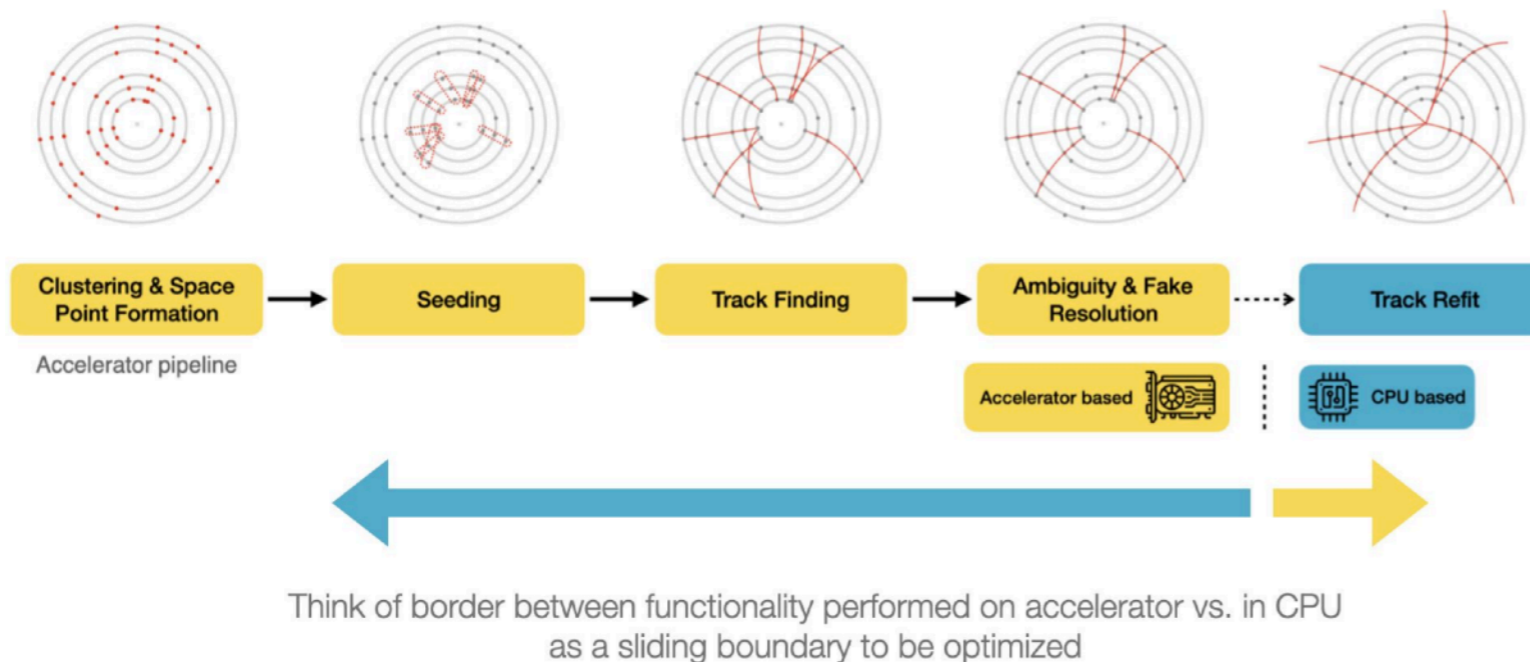 Clustering & Space
Point Formation
Seeding
Track Finding
Ambiguity & Fake
Resolution
Track Refit
Accelerator pipeline
Accelerator based
CPU based
Think of border between functionality performed on accelerator vs. in CPU
as a sliding boundary to be optimized